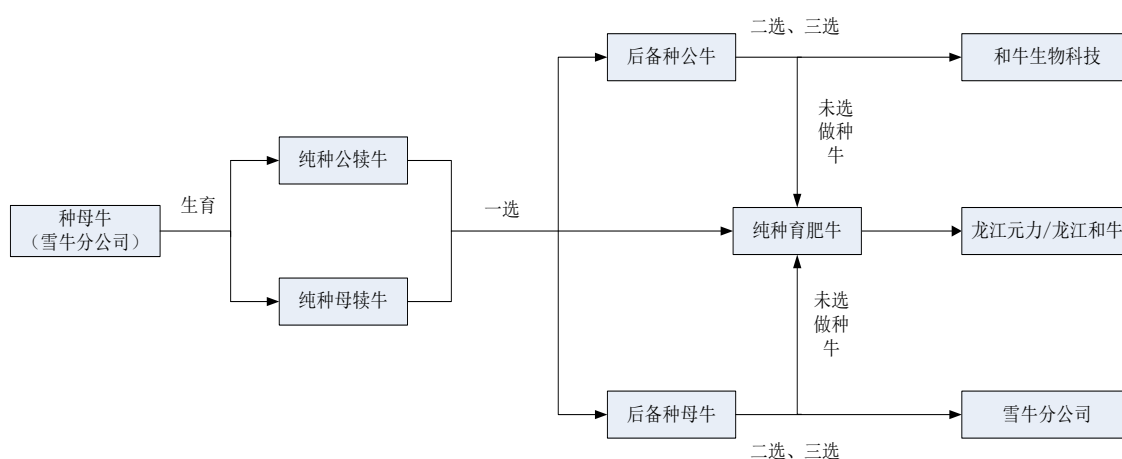 二选、三选
后备种公牛
和牛生物科技
未选
做种
牛
纯种公犊牛
生育
一选
种母牛
（雪牛分公司）
纯种育肥牛
龙江元力/龙江和牛
纯种母犊牛
未选
做种
牛
后备种母牛
雪牛分公司
二选、三选